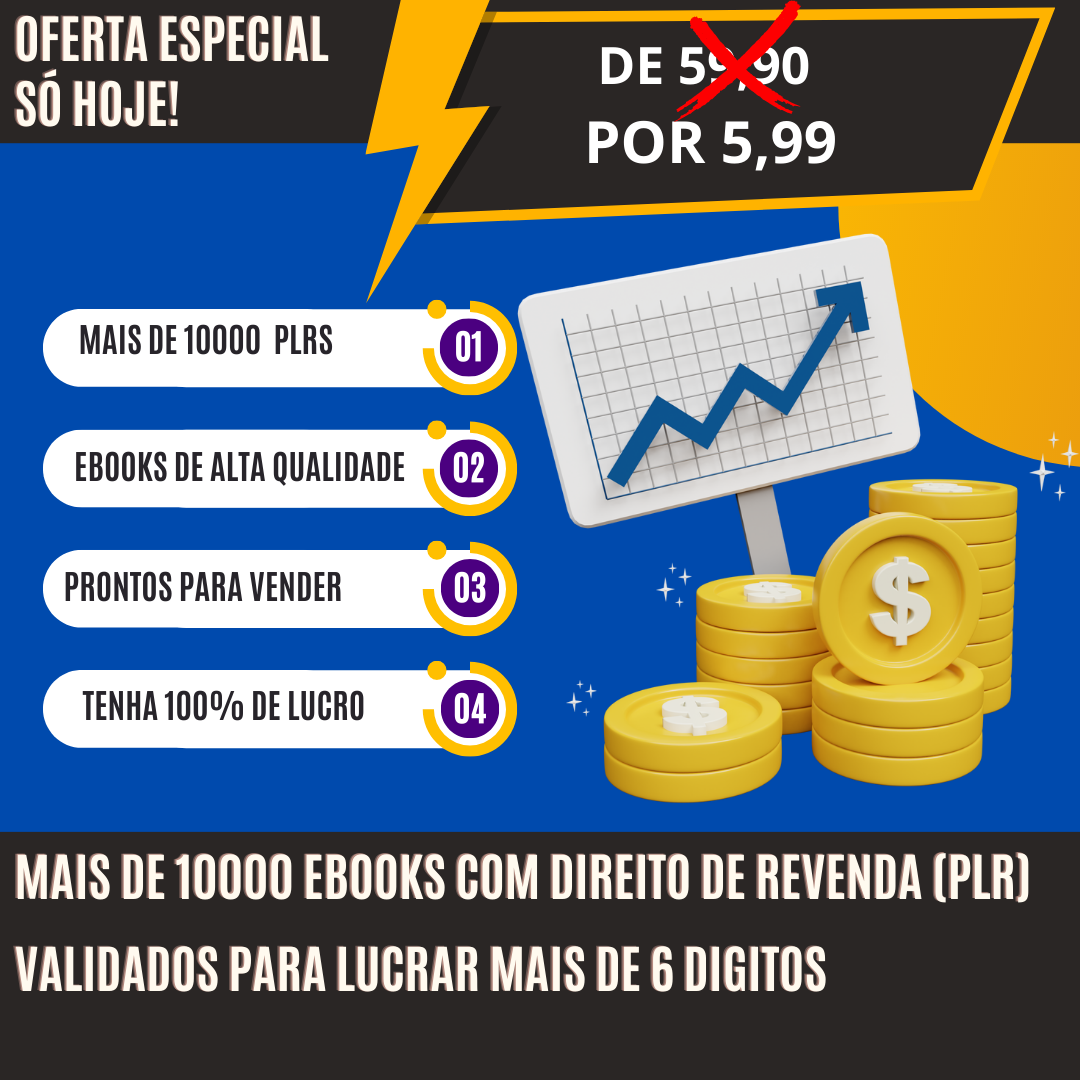 OFERTA ESPECIAL
SÓ HOJE!
DE 59,90
POR 5,99
MAIS DE 10000 PLRS
01
EBOOKS DE ALTA QUALIDADE
02
PRONTOS PARA VENDER
03
TENHA 100% DE LUCRO
04
$
MAIS DE 10000 EBOOKS COM DIREITO DE REVENDA (PLR)
VALIDADOS PARA LUCRAR MAIS DE 6 DIGITOS